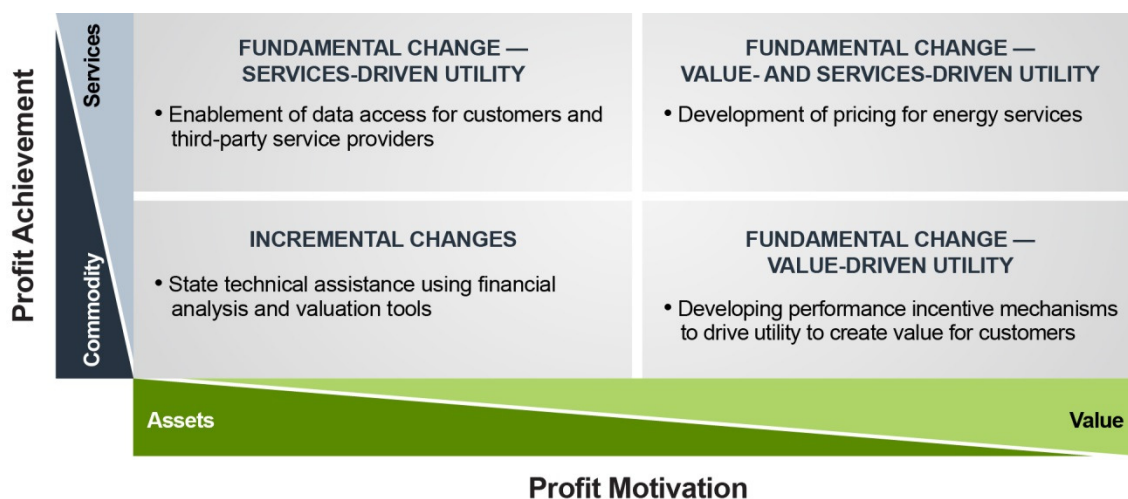 Profit Achievement
Services
Commodity
FUNDAMENTAL CHANGE —
SERVICES-DRIVEN UTILITY
• Enablement of data access for customers and
third-party service providers
FUNDAMENTAL CHANGE —
VALUE- AND SERVICES-DRIVEN UTILITY
• Development of pricing for energy services
INCREMENTAL CHANGES
• State technical assistance using financial
analysis and valuation tools
FUNDAMENTAL CHANGE —
VALUE-DRIVEN UTILITY
• Developing performance incentive mechanisms
to drive utility to create value for customers
Assets
Value
Profit Motivation